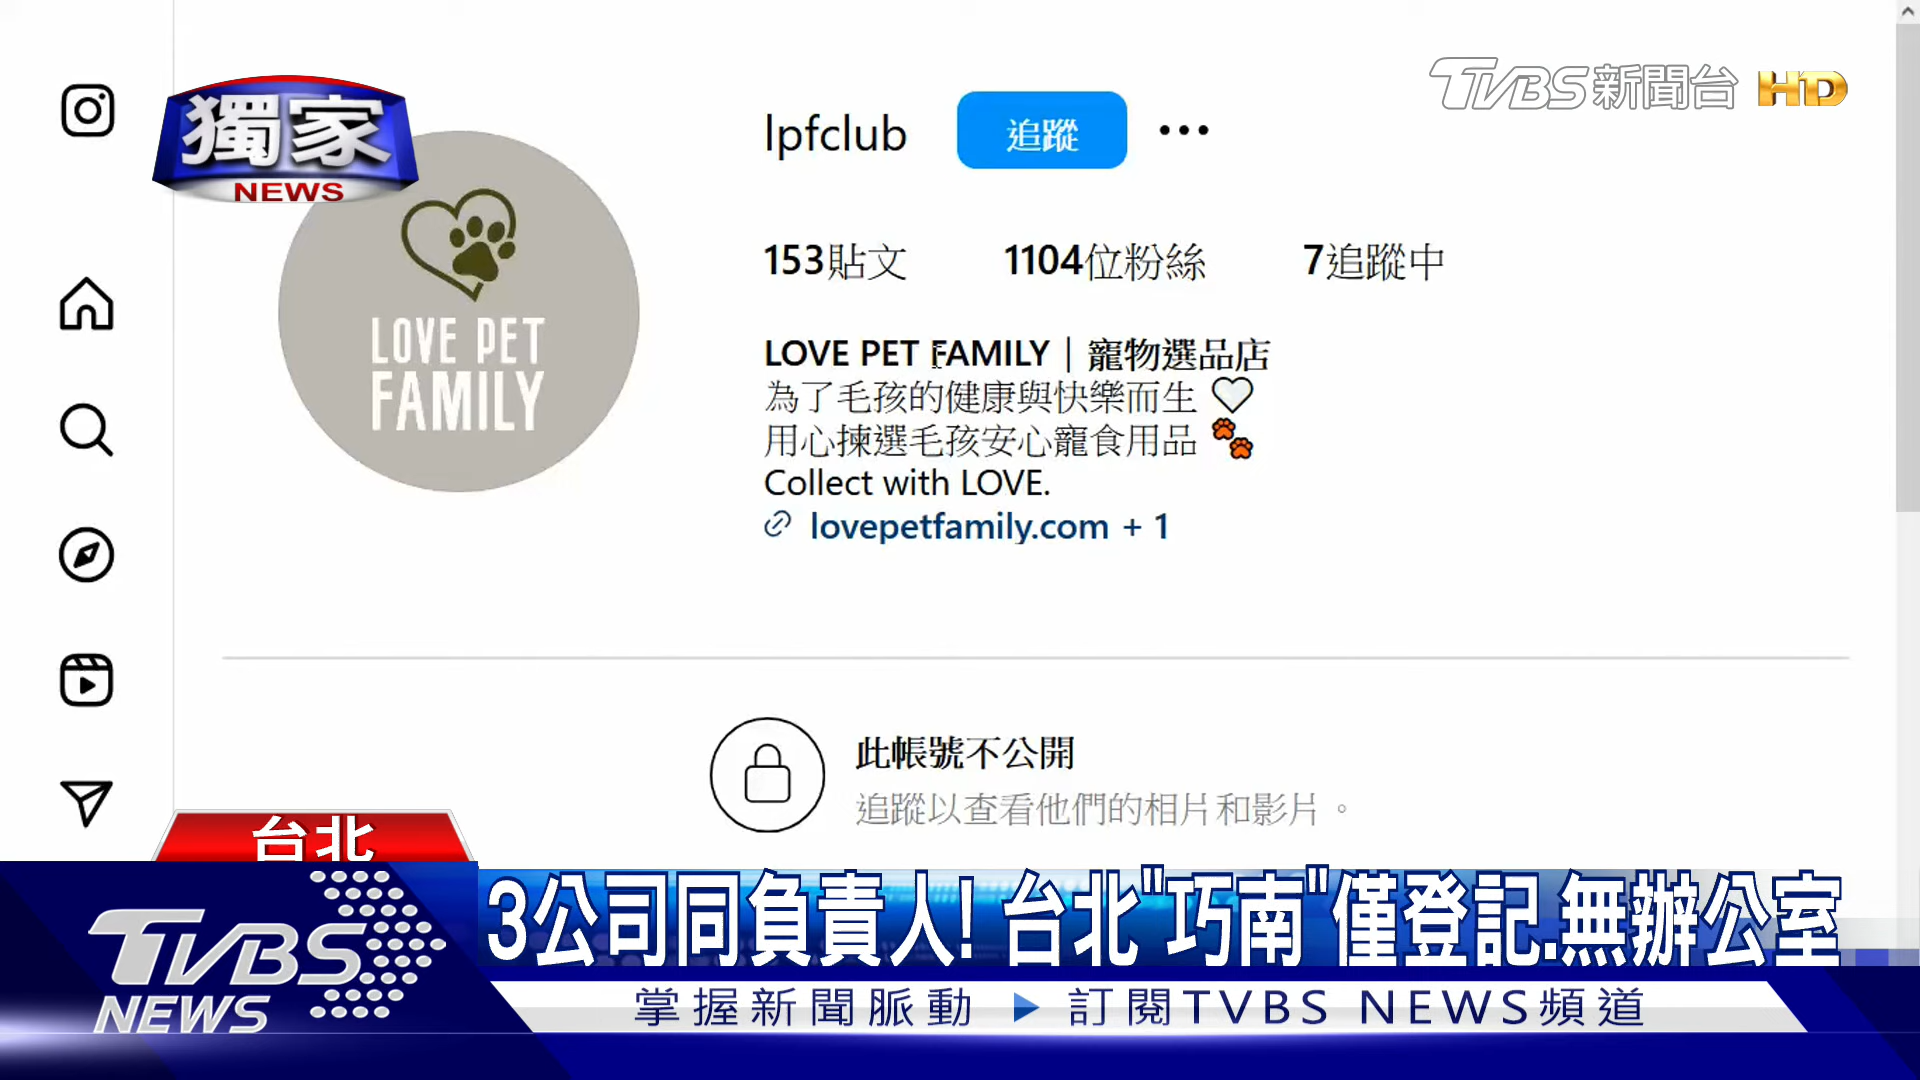 獨家
NEWS
TVBS新聞台 HD
LOVE PET
FAMILY
lpfclub 追蹤
153貼文 1104位粉絲 7追蹤中
LOVE PET FAMILY｜寵物選品店
為了毛孩的健康與快樂而生
用心揀選毛孩安心寵食用品
Collect with LOVE.
lovepetfamily.com + 1
此帳號不公開
追蹤以查看他們的相片和影片。
台北
3公司同負責人! 台北"巧南"僅登記.無辦公室
TVBS
NEWS
掌握新聞脈動 ▶ 訂閱TVBS NEWS頻道